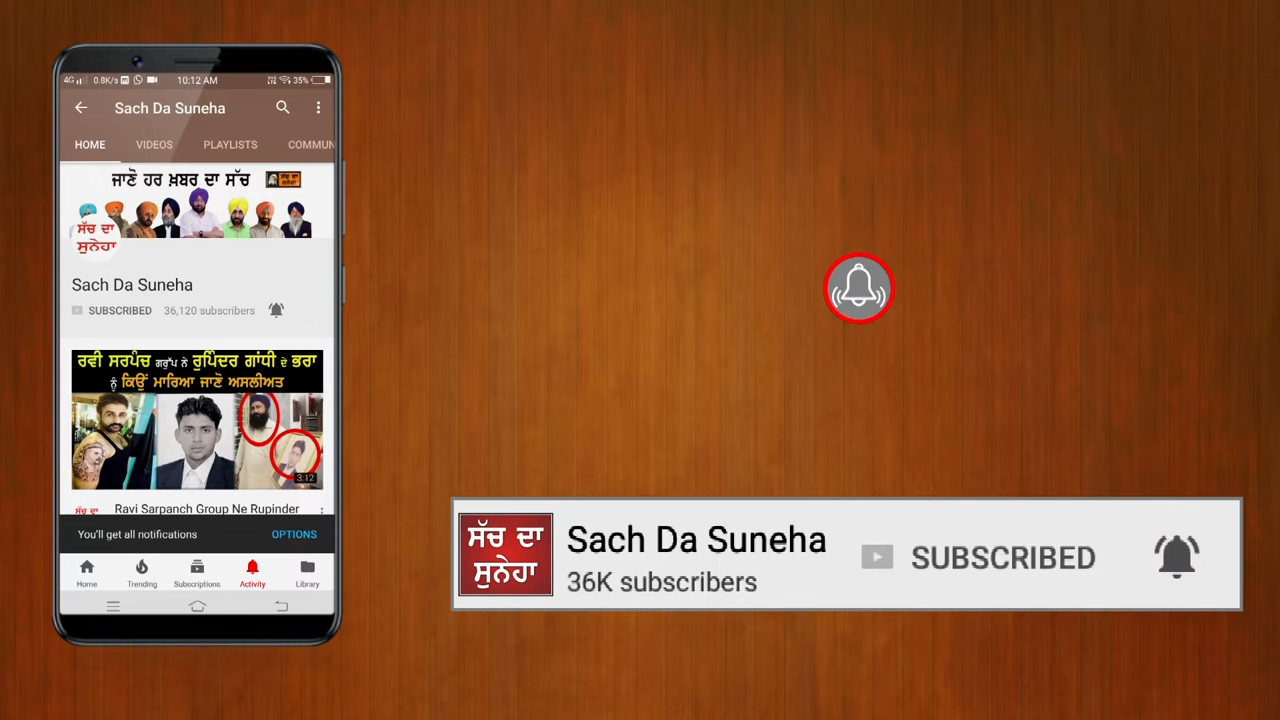 4G 0.8K/s 10:12 AM 35%
Sach Da Suneha
HOME VIDEOS PLAYLISTS COMMUN
ਜਾਣੋ ਹਰ ਖ਼ਬਰ ਦਾ ਸੱਚ
ਸੱਚ ਦਾ
ਸੁਨੇਹਾ
Sach Da Suneha
SUBSCRIBED 36,120 subscribers
ਰਵੀ ਸਰਪੰਚ ਗਰੁੱਪ ਨੇ ਰੁਪਿੰਦਰ ਗਾਂਧੀ ਦੇ ਭਰਾ
ਨੂੰ ਕਿਉਂ ਮਾਰਿਆ ਜਾਣੋ ਅਸਲੀਅਤ
3:12
ਸੱਚ ਦਾ Ravi Sarpanch Group Ne Rupinder
You'll get all notifications OPTIONS
Home Trending Subscriptions Activity Library
ਸੱਚ ਦਾ
ਸੁਨੇਹਾ
Sach Da Suneha
36K subscribers
SUBSCRIBED